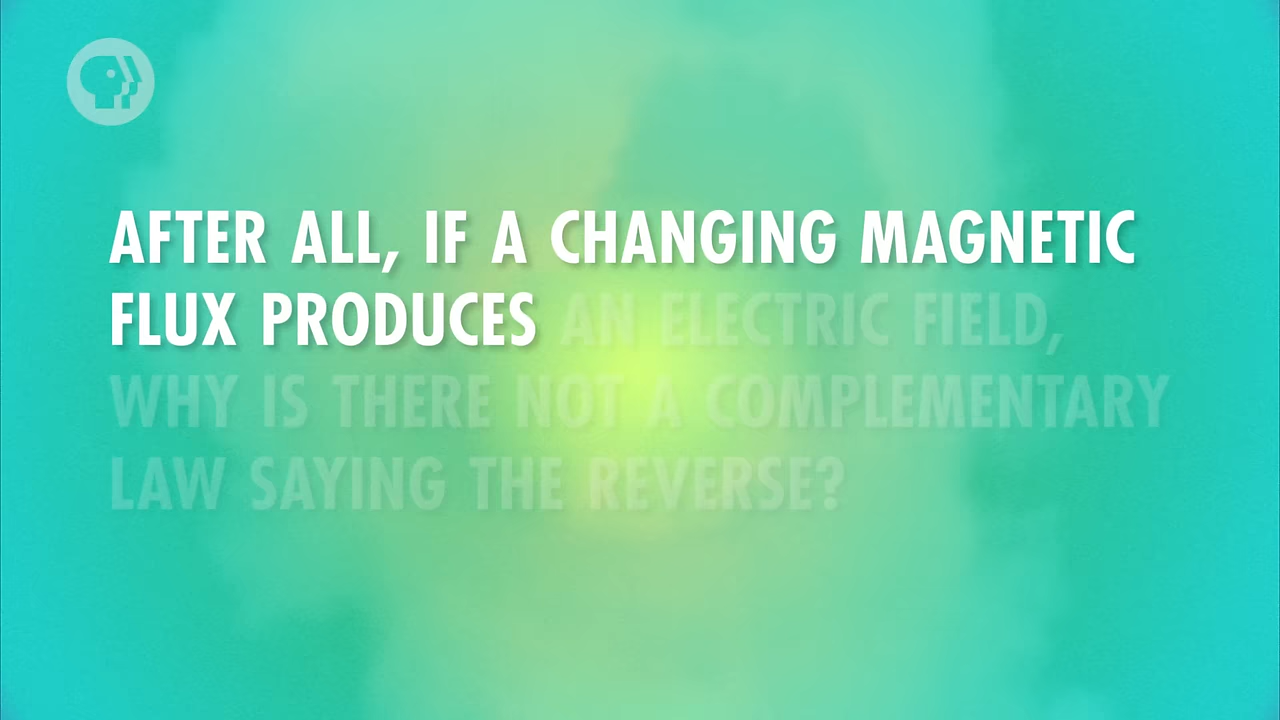 AFTER ALL, IF A CHANGING MAGNETIC
FLUX PRODUCES AN ELECTRIC FIELD,
WHY IS THERE NOT A COMPLEMENTARY
LAW SAYING THE REVERSE?